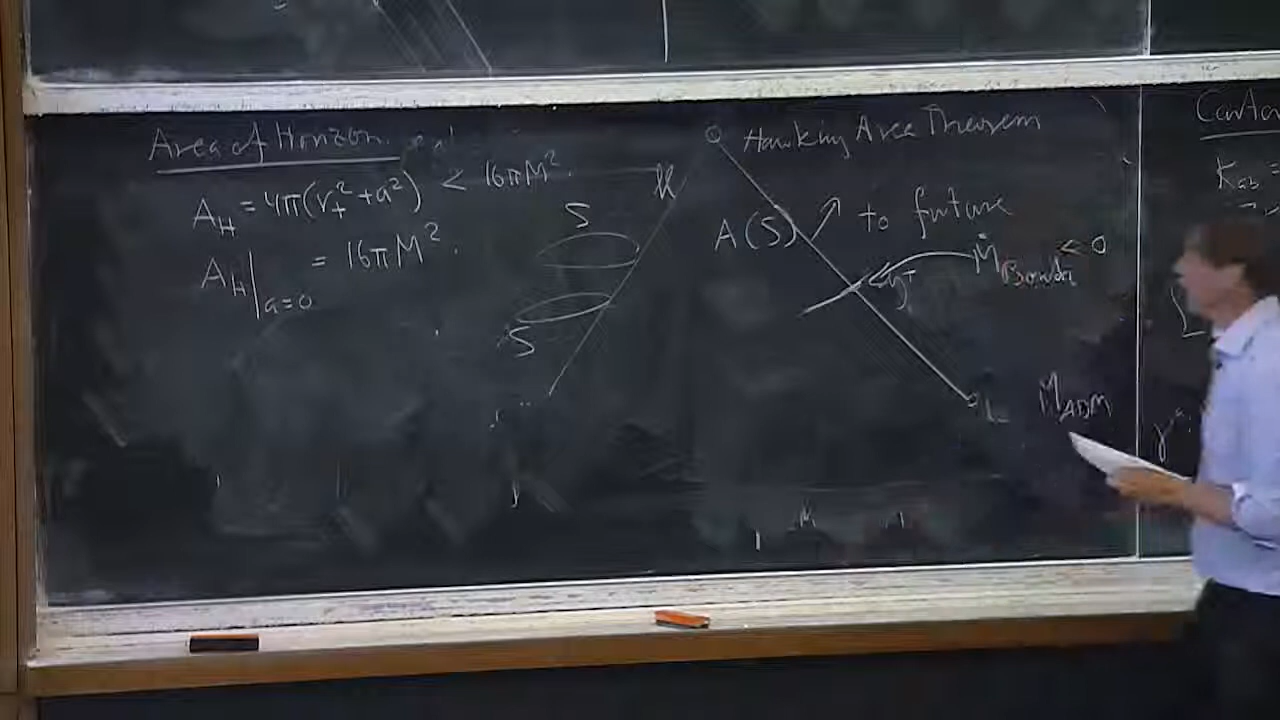 Area of Horizon.
A_H = 4π(r_+^2 + a^2) < 16πM^2.
A_H|_{a=0} = 16πM^2.
H
S
S
Hawking Area Theorem
A(S) ↗ to future
Ṁ_Bondi < 0
M_ADM
K_ab =
γ^a